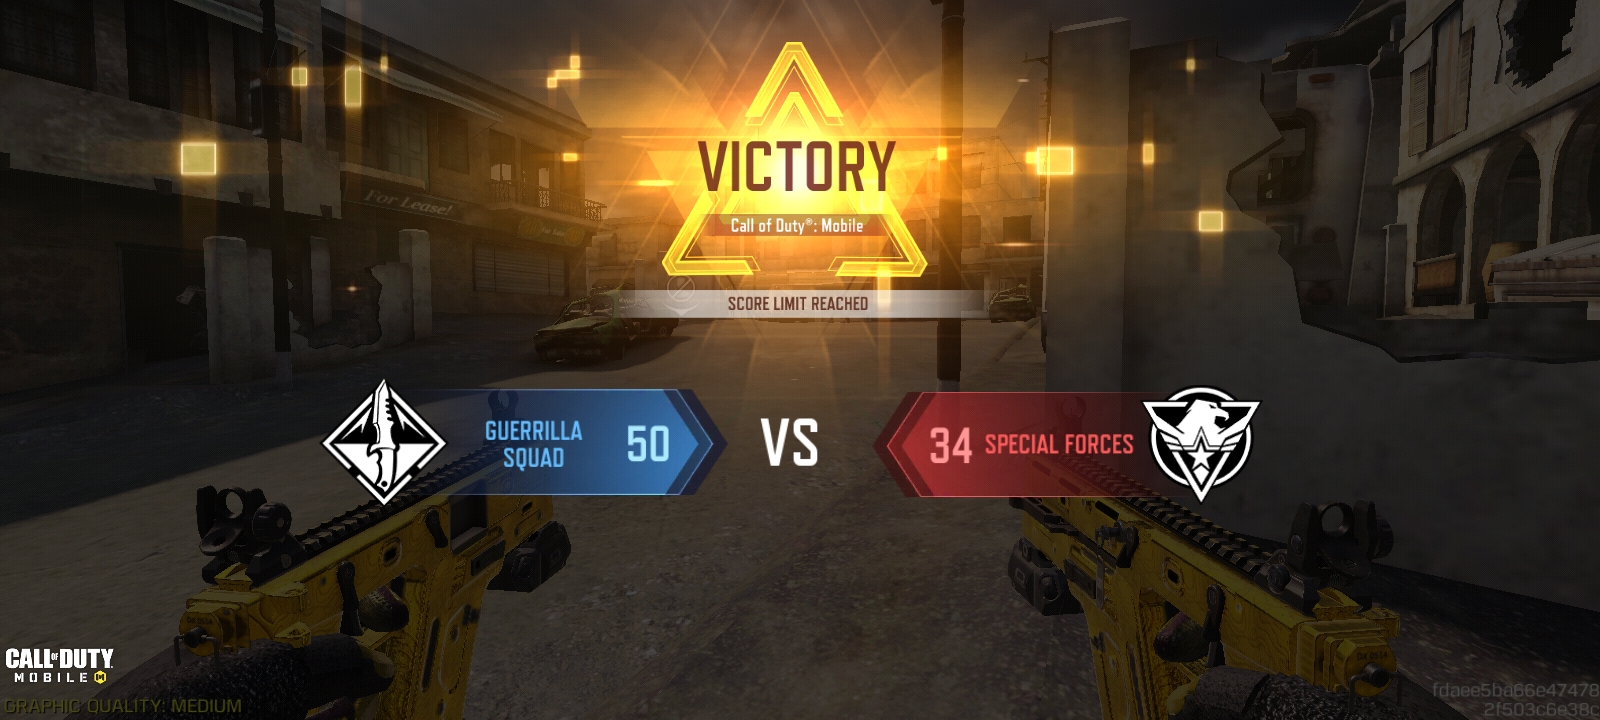 For Lease!
VICTORY
Call of Duty®: Mobile
SCORE LIMIT REACHED
GUERRILLA
SQUAD
50
VS
34 SPECIAL FORCES
CALL OF DUTY
MOBILE
GRAPHIC QUALITY: MEDIUM
fdaee5ba66e47478
2f503c6e38c